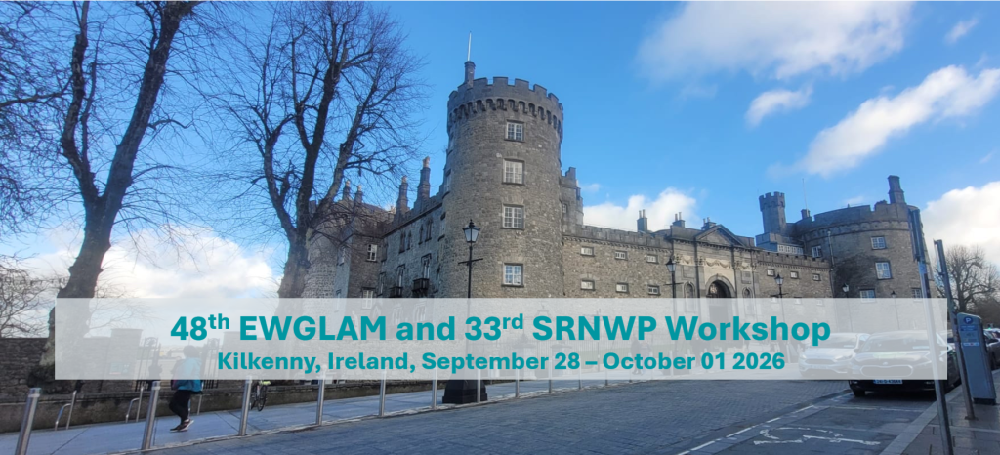 48th EWGLAM and 33rd SRNWP Workshop
Kilkenny, Ireland, September 28 – October 01 2026